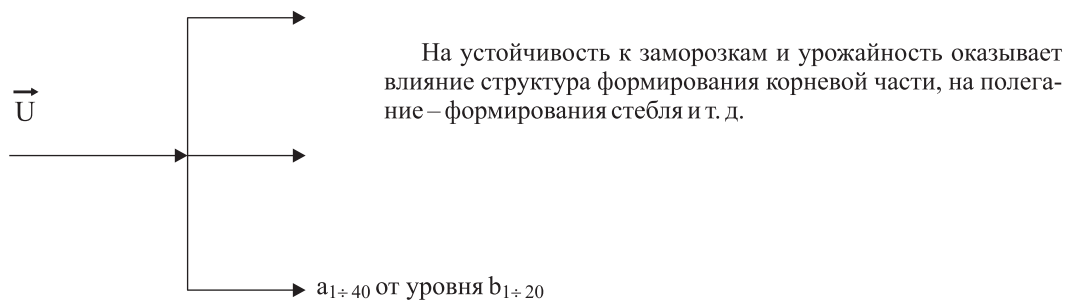 На устойчивость к заморозкам и урожайность оказывает
влияние структура формирования корневой части, на полега-
ние – формирования стебля и т. д.
U⃗
a₁÷₄₀ от уровня b₁÷₂₀